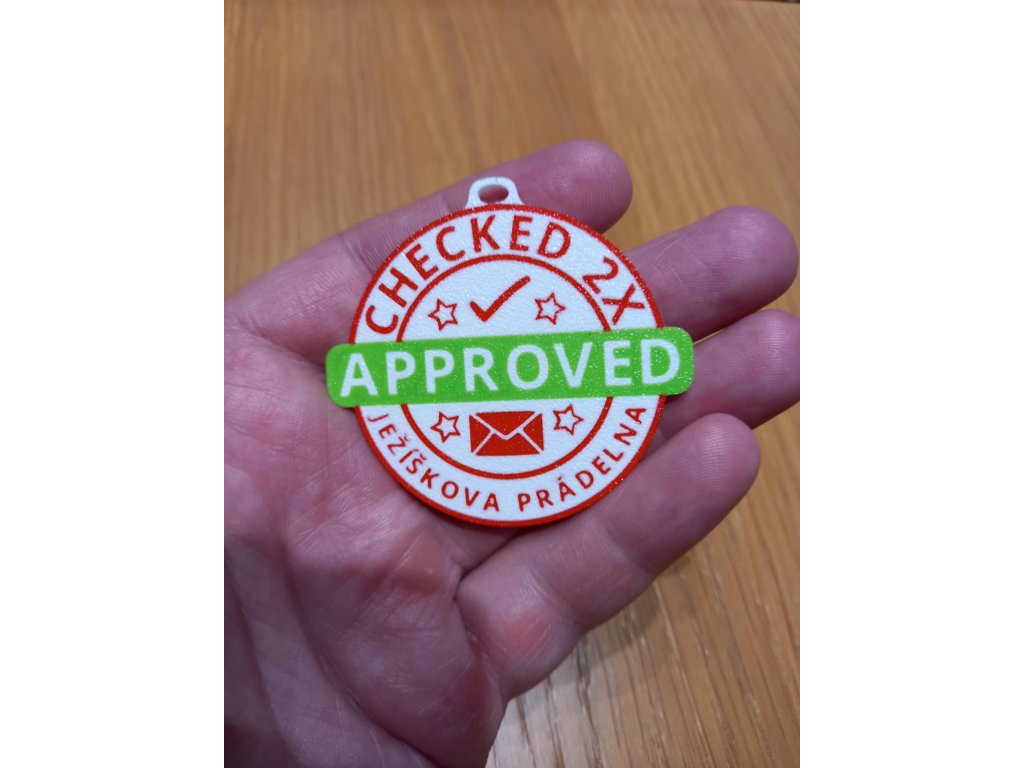 CHECKED 2X
APPROVED
JEŽÍŠKOVA PRÁDELNA